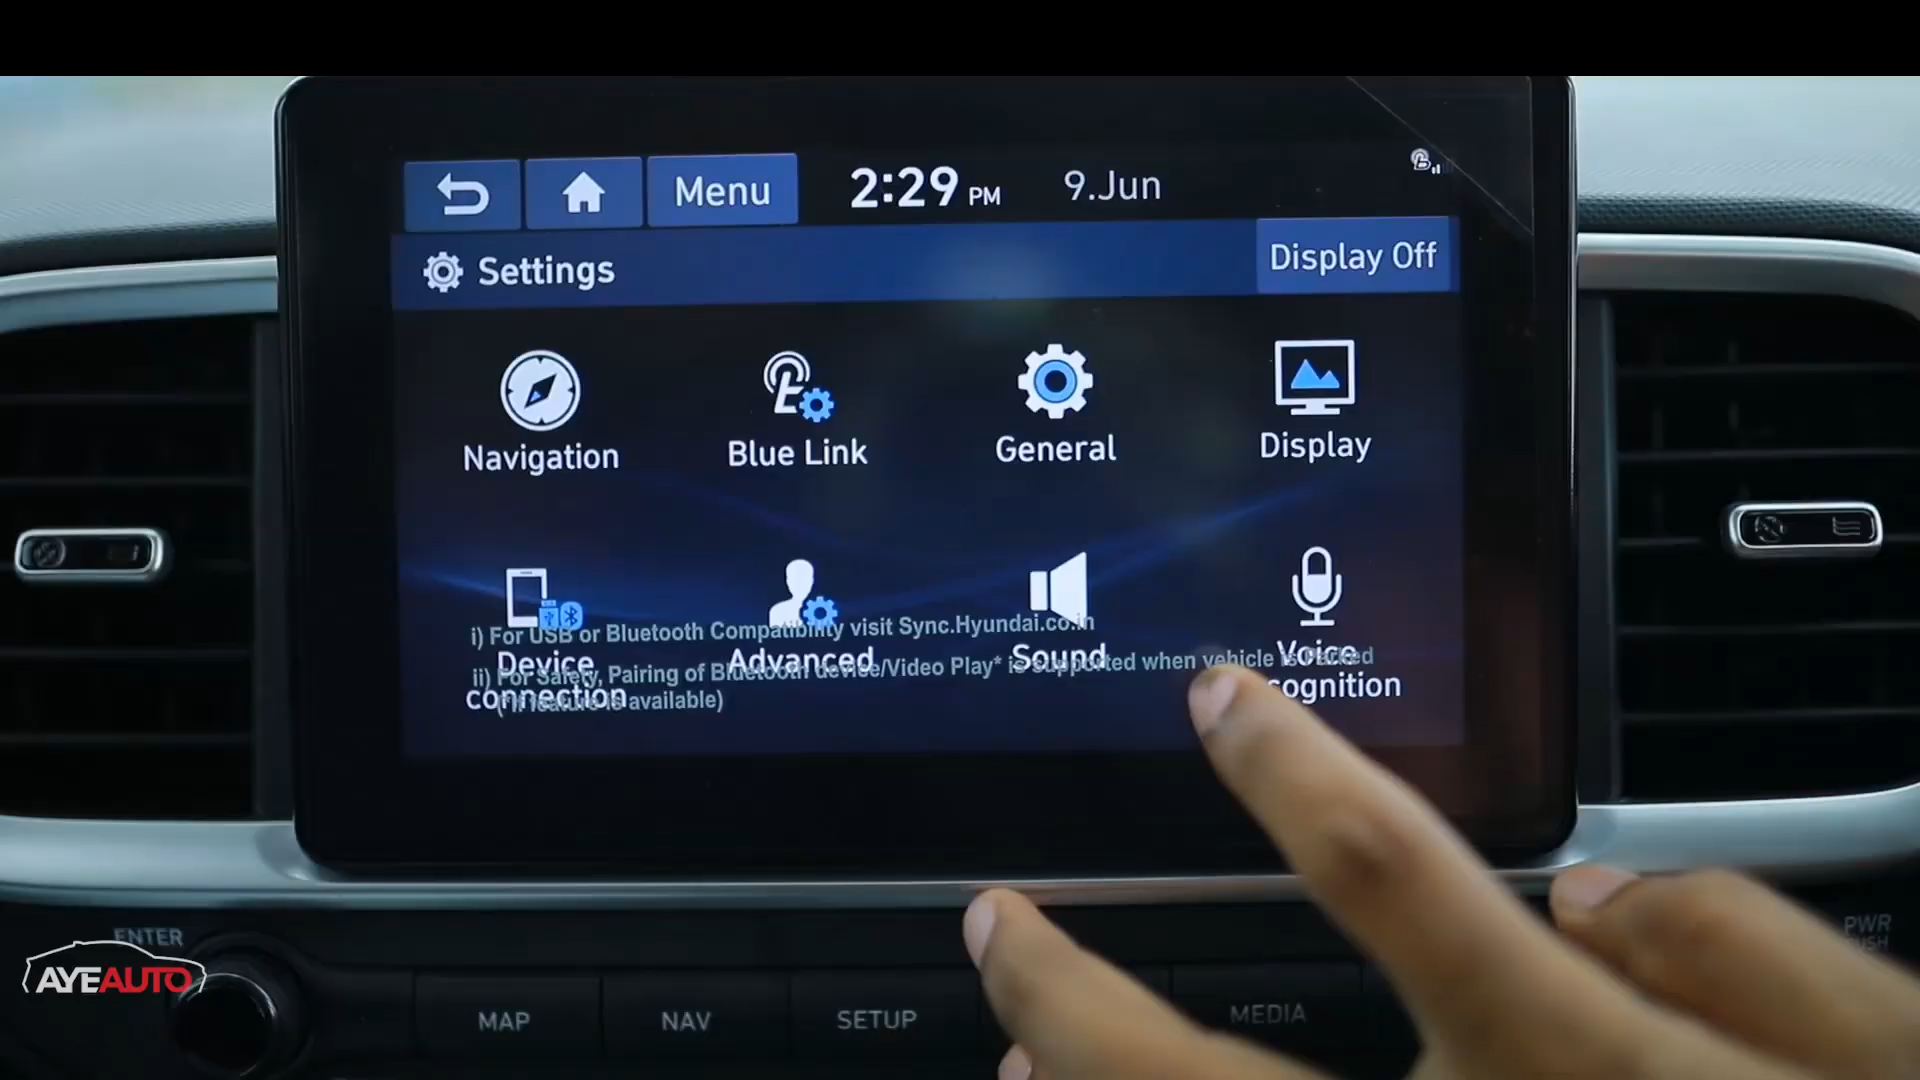 Menu
2:29 PM
9.Jun
Settings
Display Off
Navigation
Blue Link
General
Display
i) For USB or Bluetooth Compatibility visit Sync.Hyundai.co.in
Device
connection
Advanced
Sound
Voice
cognition
ii) For Safety, Pairing of Bluetooth device/Video Play* is supported when vehicle is Parked
(*if feature is available)
ENTER
PWR
PUSH
AYEAUTO
MAP
NAV
SETUP
MEDIA